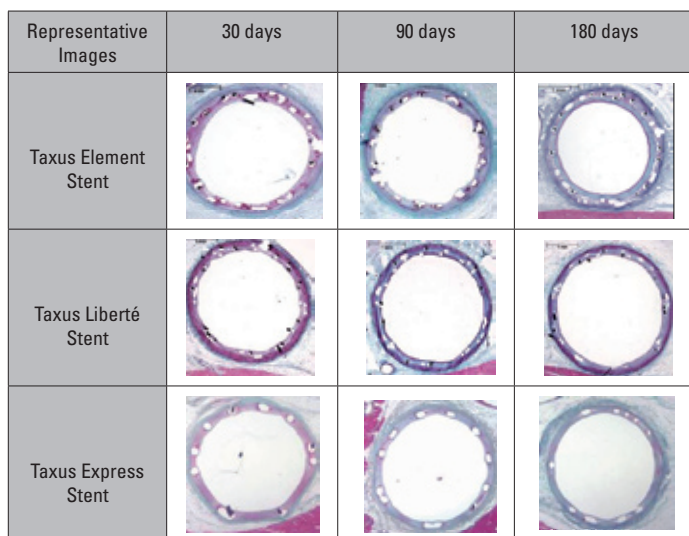 Representative
Images
30 days
90 days
180 days
Taxus Element
Stent
Taxus Liberté
Stent
Taxus Express
Stent